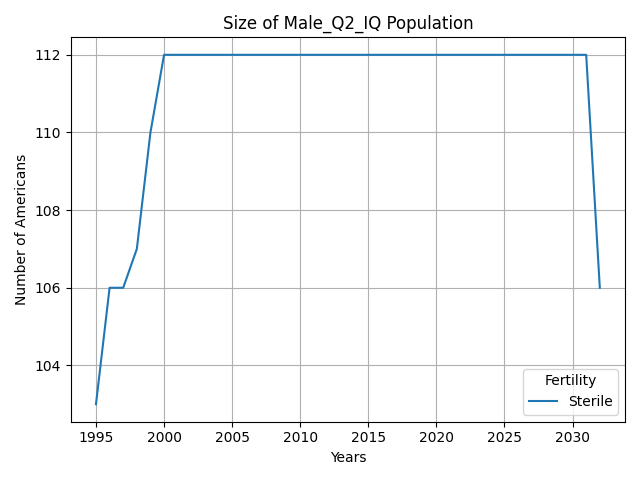 Size of Male_Q2_IQ Population
Number of Americans
112
110
108
106
104
1995 2000 2005 2010 2015 2020 2025 2030
Years
Fertility
Sterile